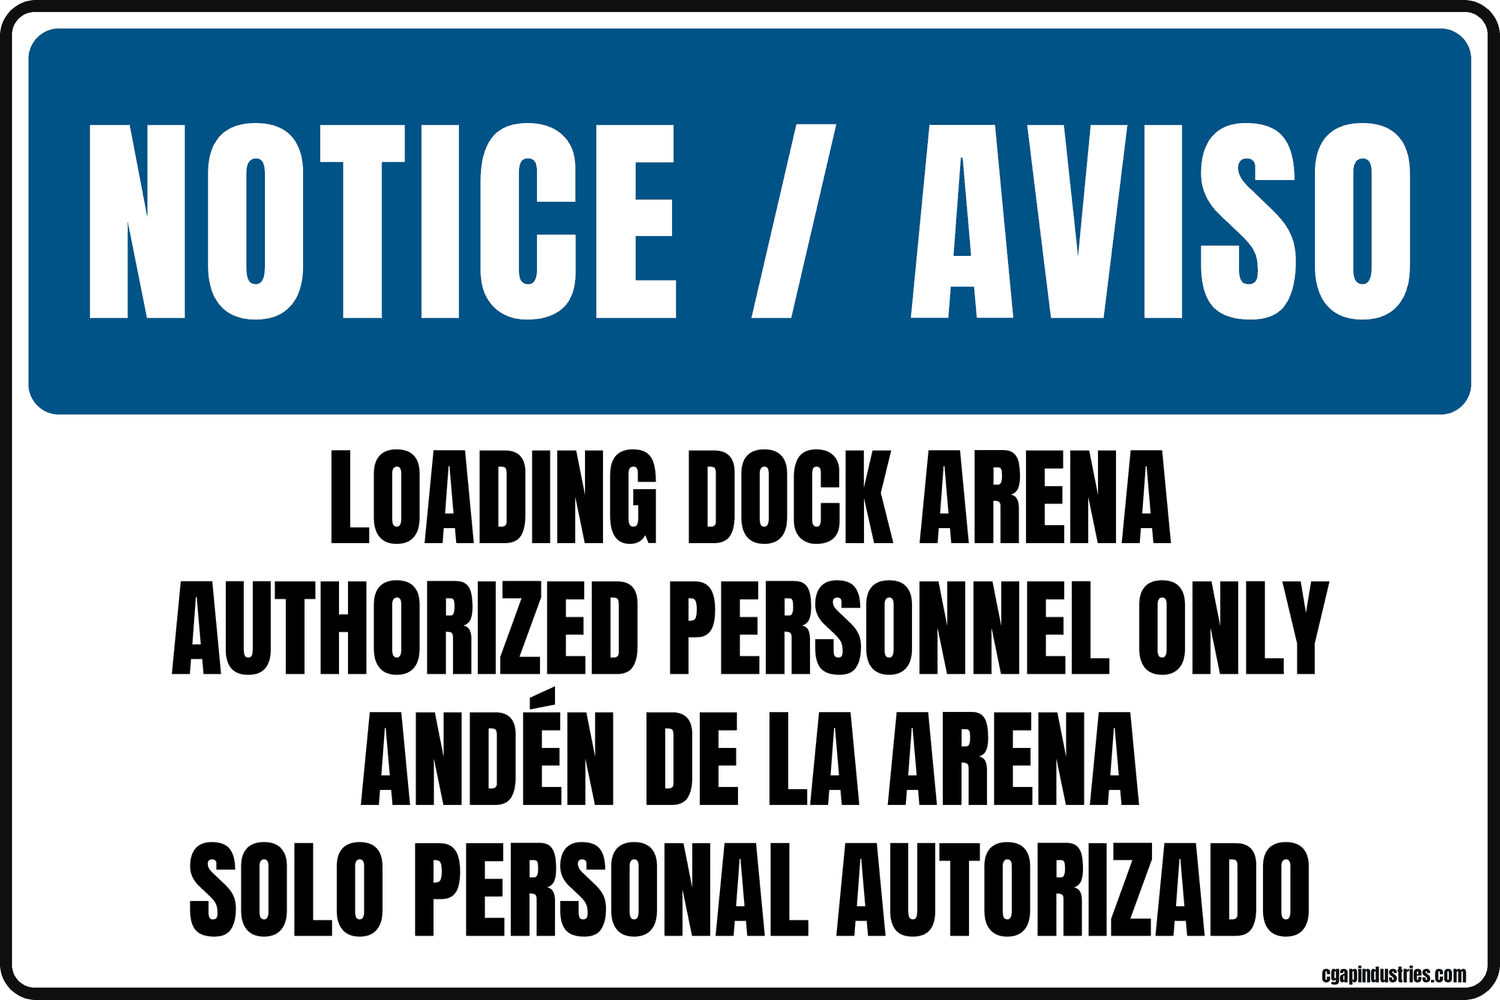 NOTICE / AVISO
LOADING DOCK ARENA
AUTHORIZED PERSONNEL ONLY
ANDÉN DE LA ARENA
SOLO PERSONAL AUTORIZADO
cgapindustries.com